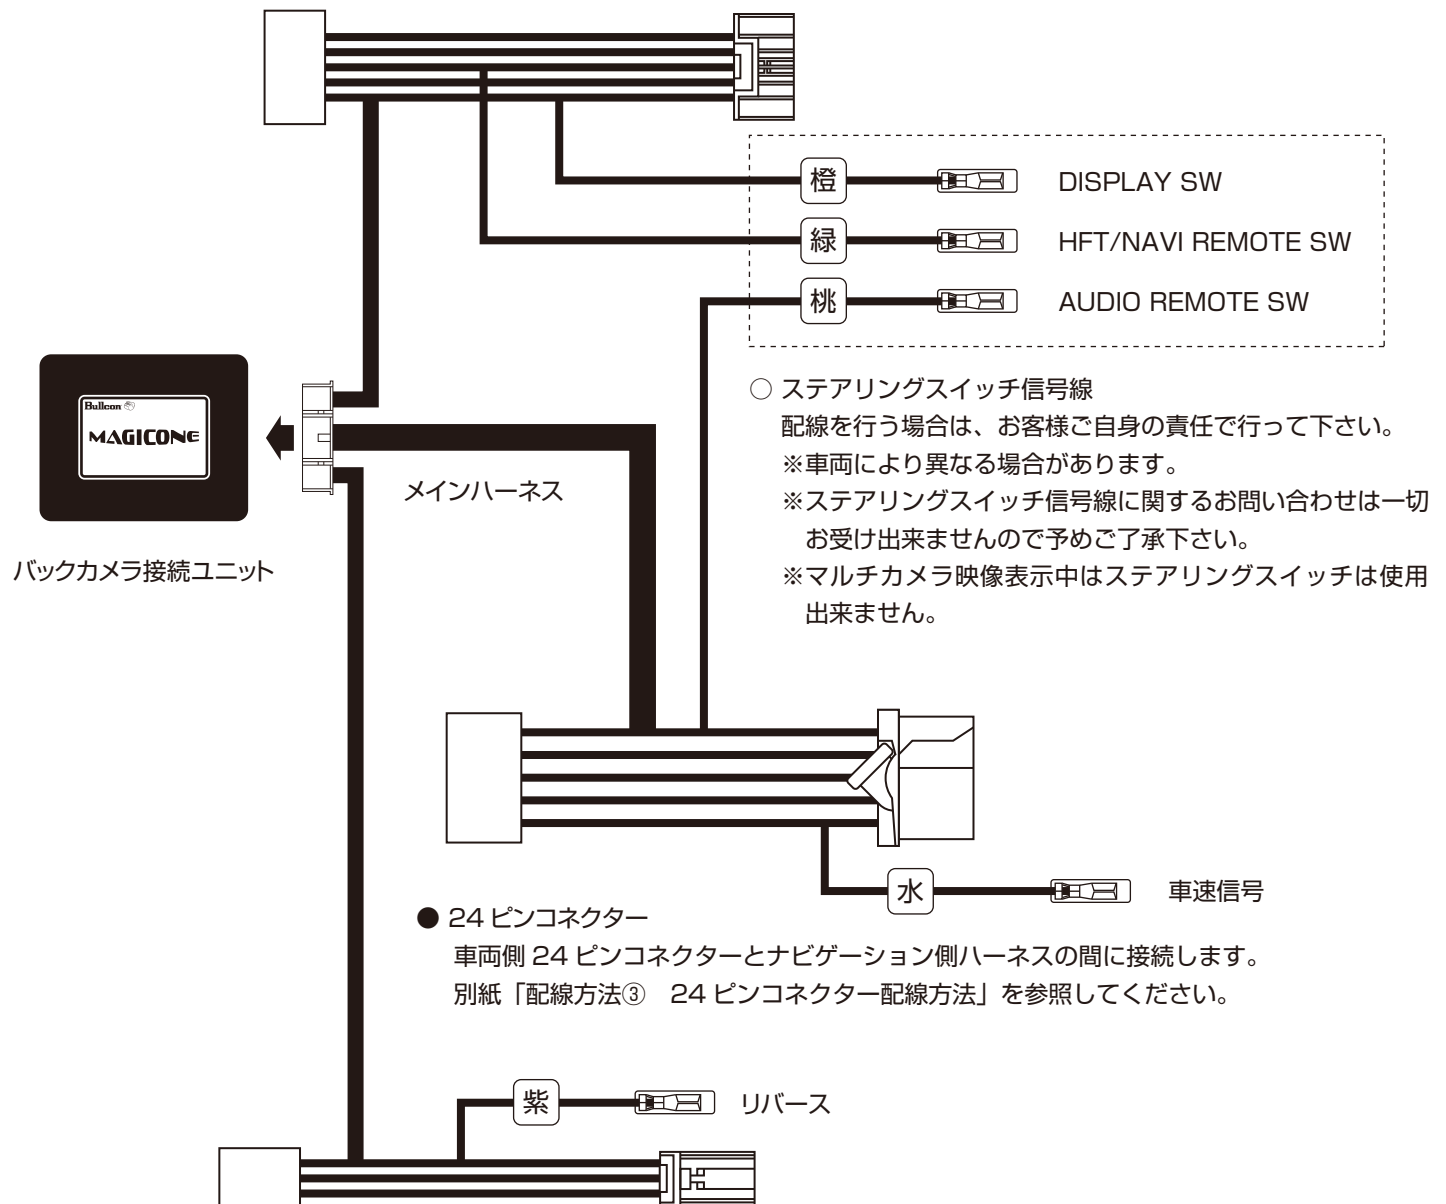 橙 DISPLAY SW
緑 HFT/NAVI REMOTE SW
桃 AUDIO REMOTE SW
○ ステアリングスイッチ信号線
配線を行う場合は、お客様ご自身の責任で行って下さい。
※車両により異なる場合があります。
※ステアリングスイッチ信号線に関するお問い合わせは一切
お受け出来ませんので予めご了承下さい。
※マルチカメラ映像表示中はステアリングスイッチは使用
出来ません。
Bullcon
MAGICONE
メインハーネス
バックカメラ接続ユニット
水 車速信号
● 24 ピンコネクター
車両側 24 ピンコネクターとナビゲーション側ハーネスの間に接続します。
別紙「配線方法③　24 ピンコネクター配線方法」を参照してください。
紫 リバース